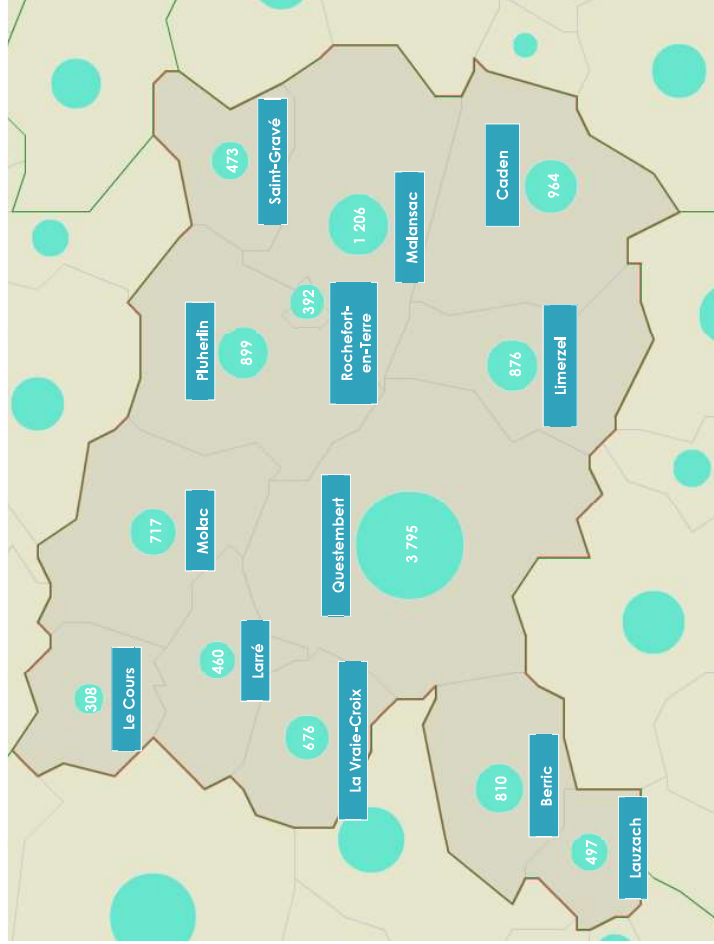 308
Le Cours
717
Molac
Pluherlin
899
473
Saint-Gravé
460
Larré
676
La Vraie-Croix
392
Rochefort-
en-Terre
1 206
Malansac
Questembert
3 795
Caden
964
876
Limerzel
810
Berric
497
Lauzach